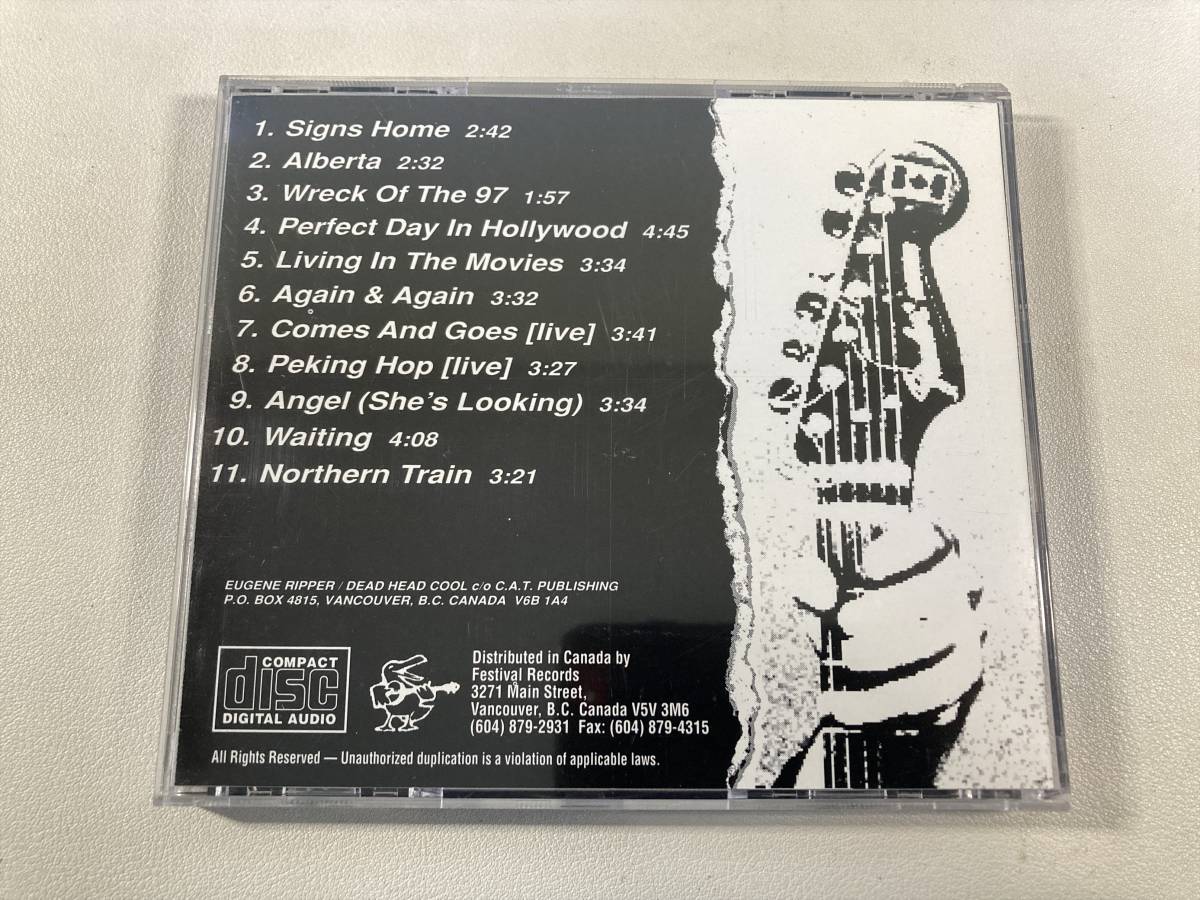 1. Signs Home 2:42
2. Alberta 2:32
3. Wreck Of The 97 1:57
4. Perfect Day In Hollywood 4:45
5. Living In The Movies 3:34
6. Again & Again 3:32
7. Comes And Goes [live] 3:41
8. Peking Hop [live] 3:27
9. Angel (She's Looking) 3:34
10. Waiting 4:08
11. Northern Train 3:21
EUGENE RIPPER / DEAD HEAD COOL c/o C.A.T. PUBLISHING
P.O. BOX 4815, VANCOUVER, B.C. CANADA V6B 1A4
COMPACT
disc
DIGITAL AUDIO
Distributed in Canada by
Festival Records
3271 Main Street,
Vancouver, B.C. Canada V5V 3M6
(604) 879-2931 Fax: (604) 879-4315
All Rights Reserved — Unauthorized duplication is a violation of applicable laws.